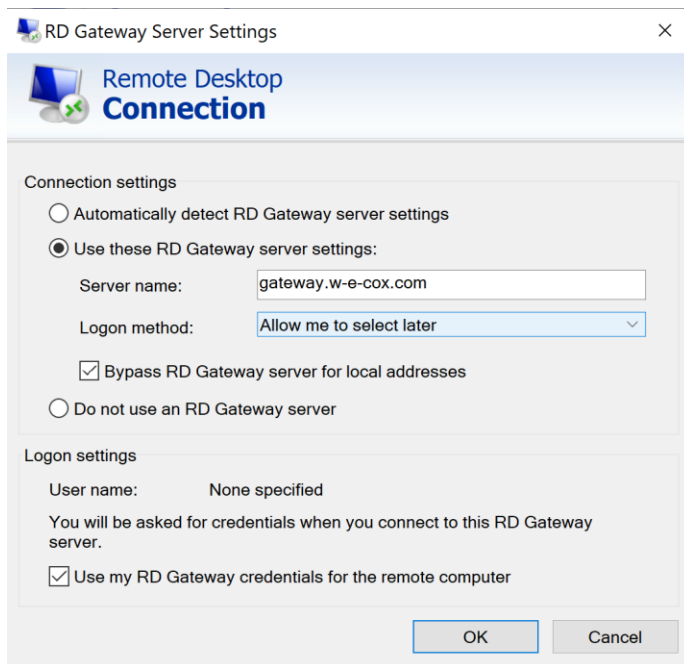 RD Gateway Server Settings
Remote Desktop
Connection
Connection settings
Automatically detect RD Gateway server settings
Use these RD Gateway server settings:
Server name: gateway.w-e-cox.com
Logon method: Allow me to select later
Bypass RD Gateway server for local addresses
Do not use an RD Gateway server
Logon settings
User name: None specified
You will be asked for credentials when you connect to this RD Gateway
server.
Use my RD Gateway credentials for the remote computer
OK Cancel